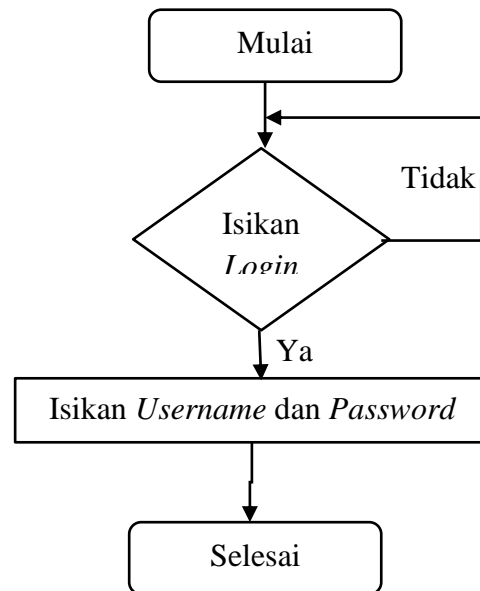 Mulai
Tidak
Isikan
Login
Ya
Isikan Username dan Password
Selesai